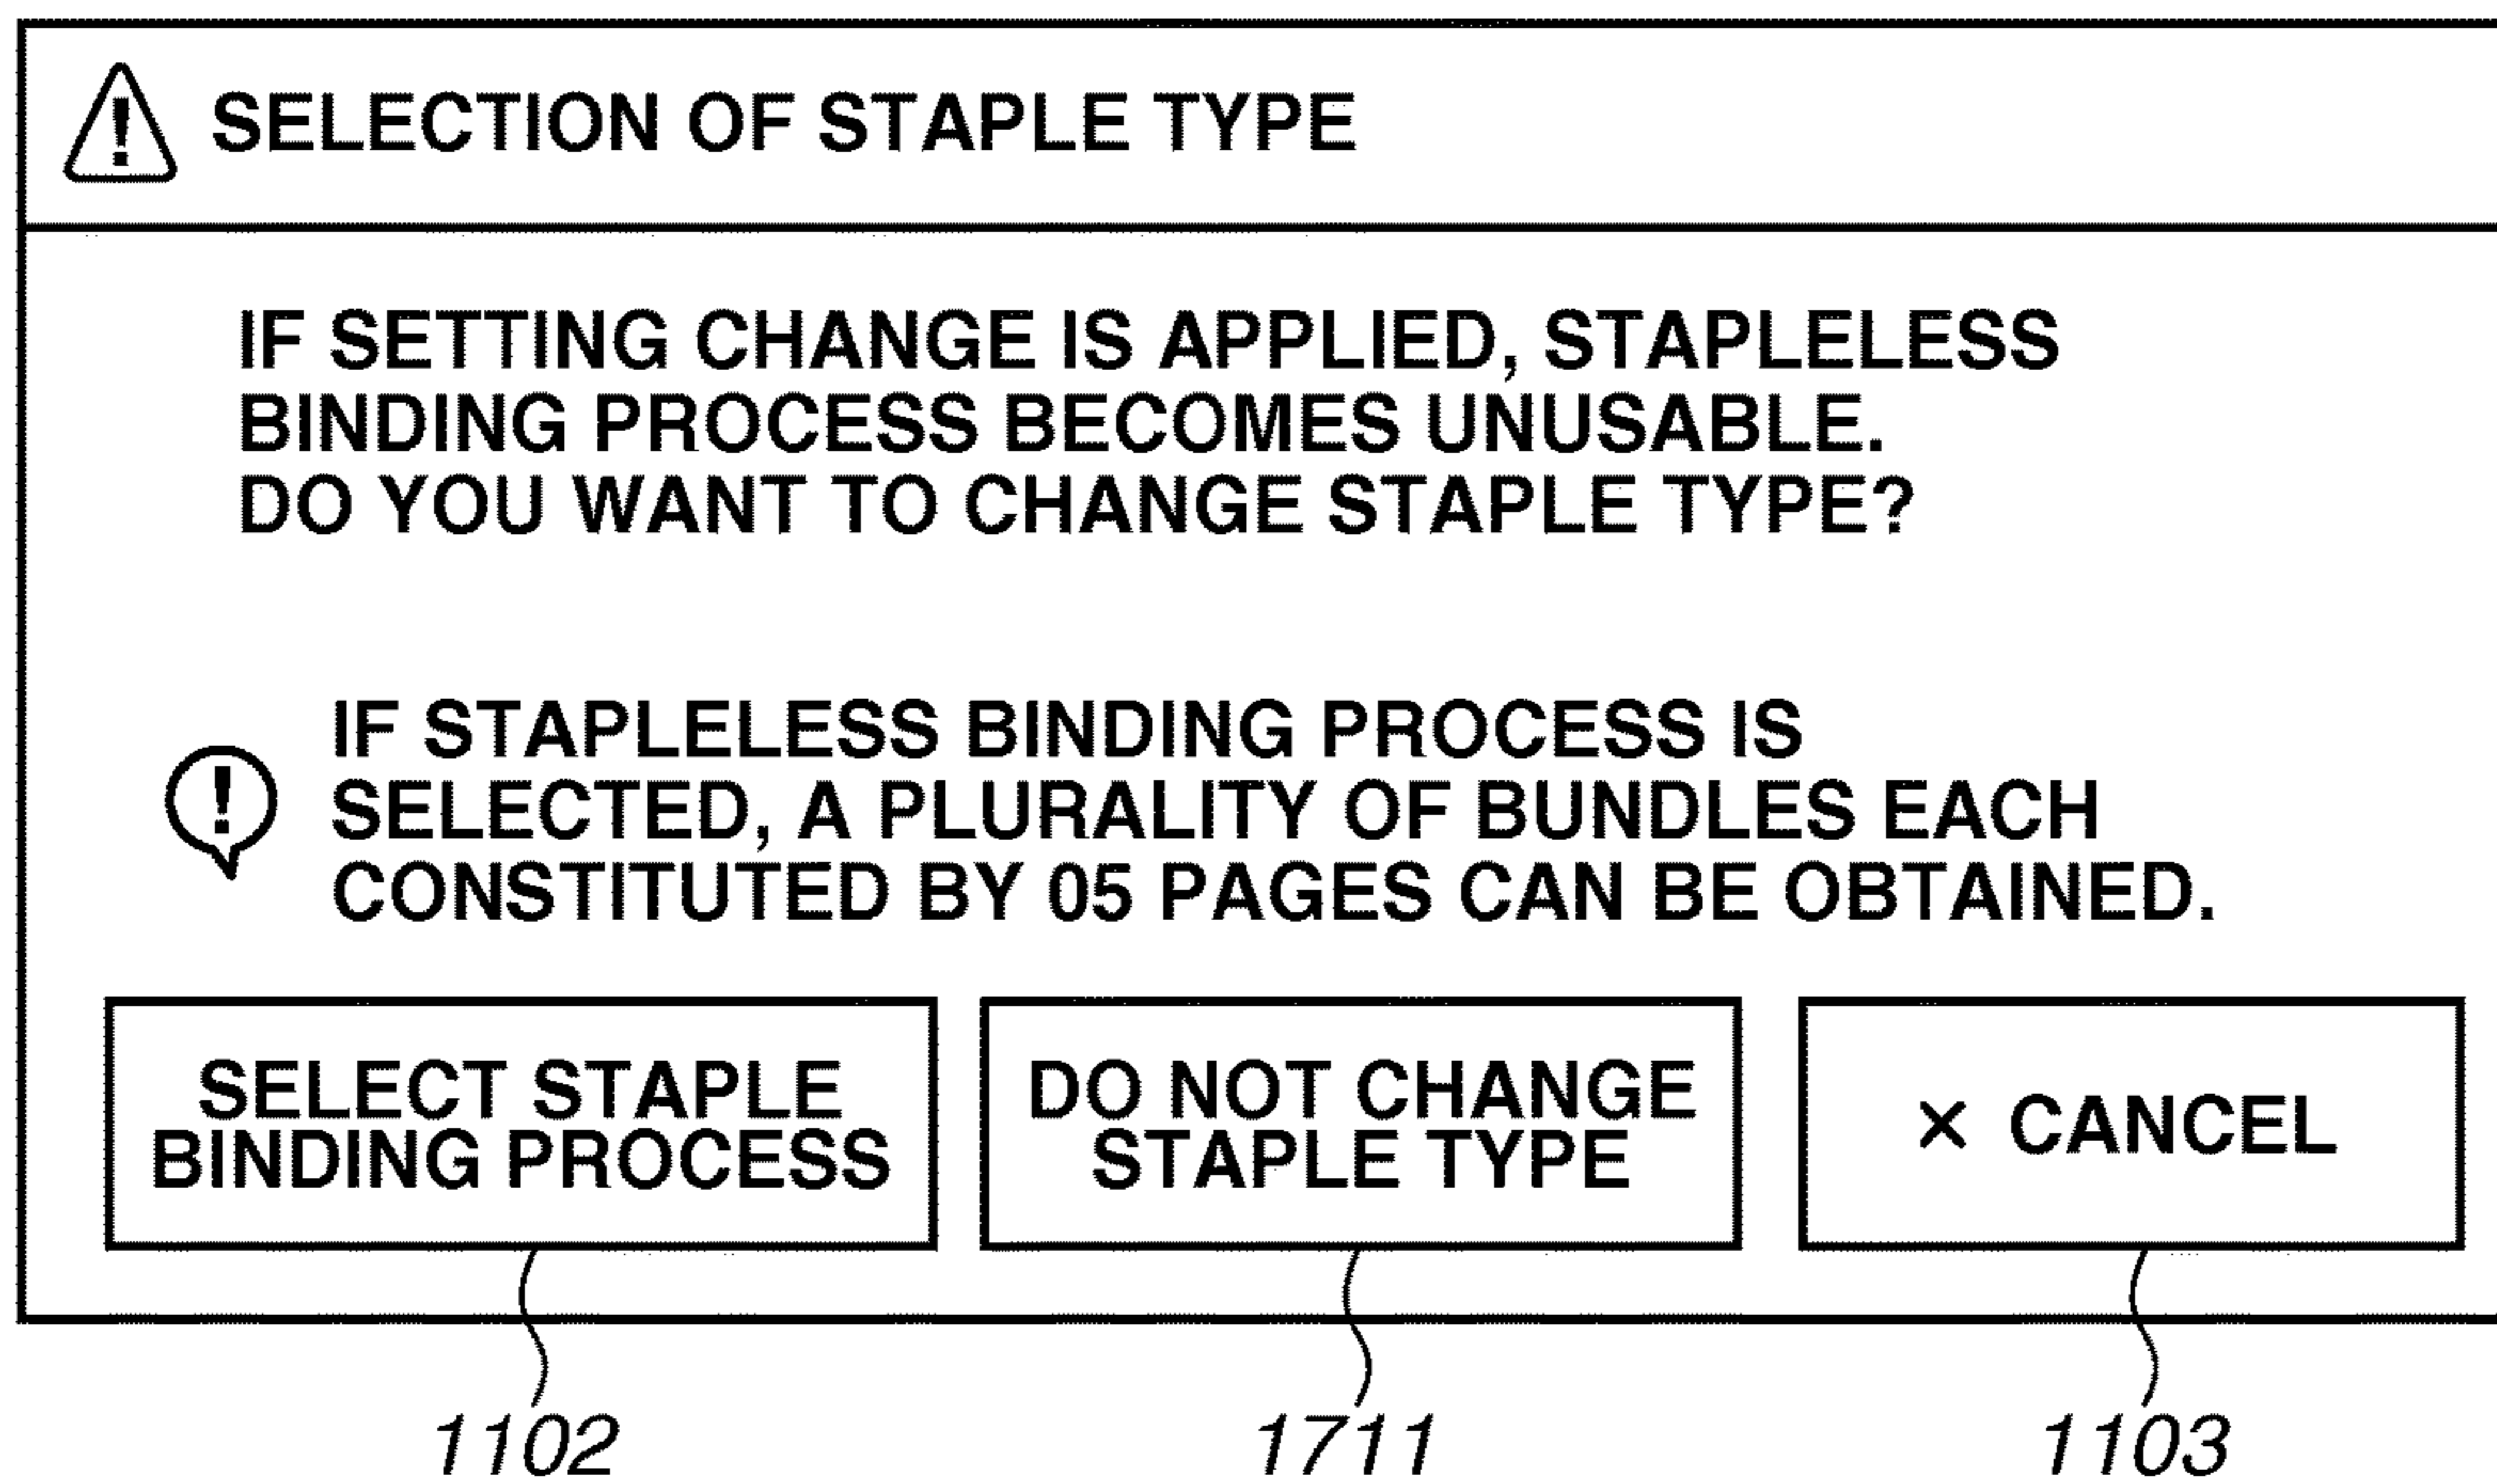 SELECTION OF STAPLE TYPE
IF SETTING CHANGE IS APPLIED, STAPLELESS
BINDING PROCESS BECOMES UNUSABLE.
DO YOU WANT TO CHANGE STAPLE TYPE?
IF STAPLELESS BINDING PROCESS IS
SELECTED, A PLURALITY OF BUNDLES EACH
CONSTITUTED BY 05 PAGES CAN BE OBTAINED.
SELECT STAPLE
BINDING PROCESS
DO NOT CHANGE
STAPLE TYPE
× CANCEL
1102
1711
1103